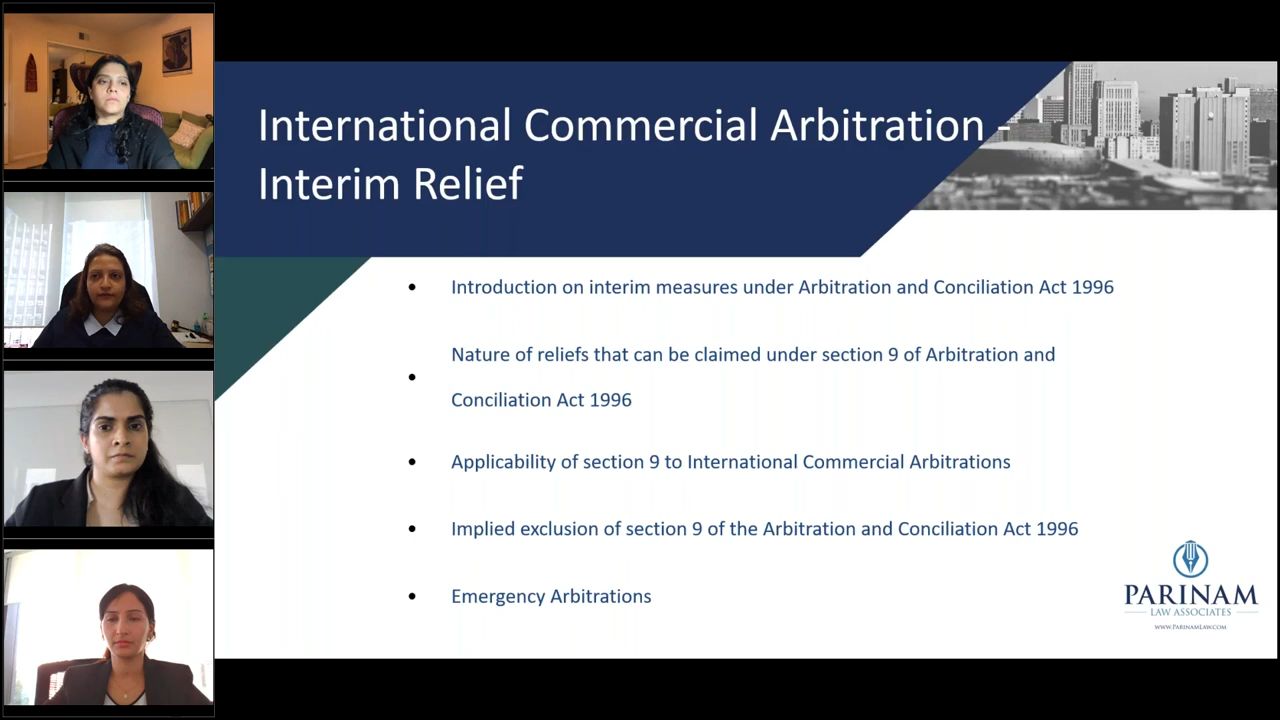 International Commercial Arbitration -
Interim Relief
• Introduction on interim measures under Arbitration and Conciliation Act 1996
• Nature of reliefs that can be claimed under section 9 of Arbitration and
Conciliation Act 1996
• Applicability of section 9 to International Commercial Arbitrations
• Implied exclusion of section 9 of the Arbitration and Conciliation Act 1996
• Emergency Arbitrations
PARINAM
LAW ASSOCIATES
www.ParinamLaw.com